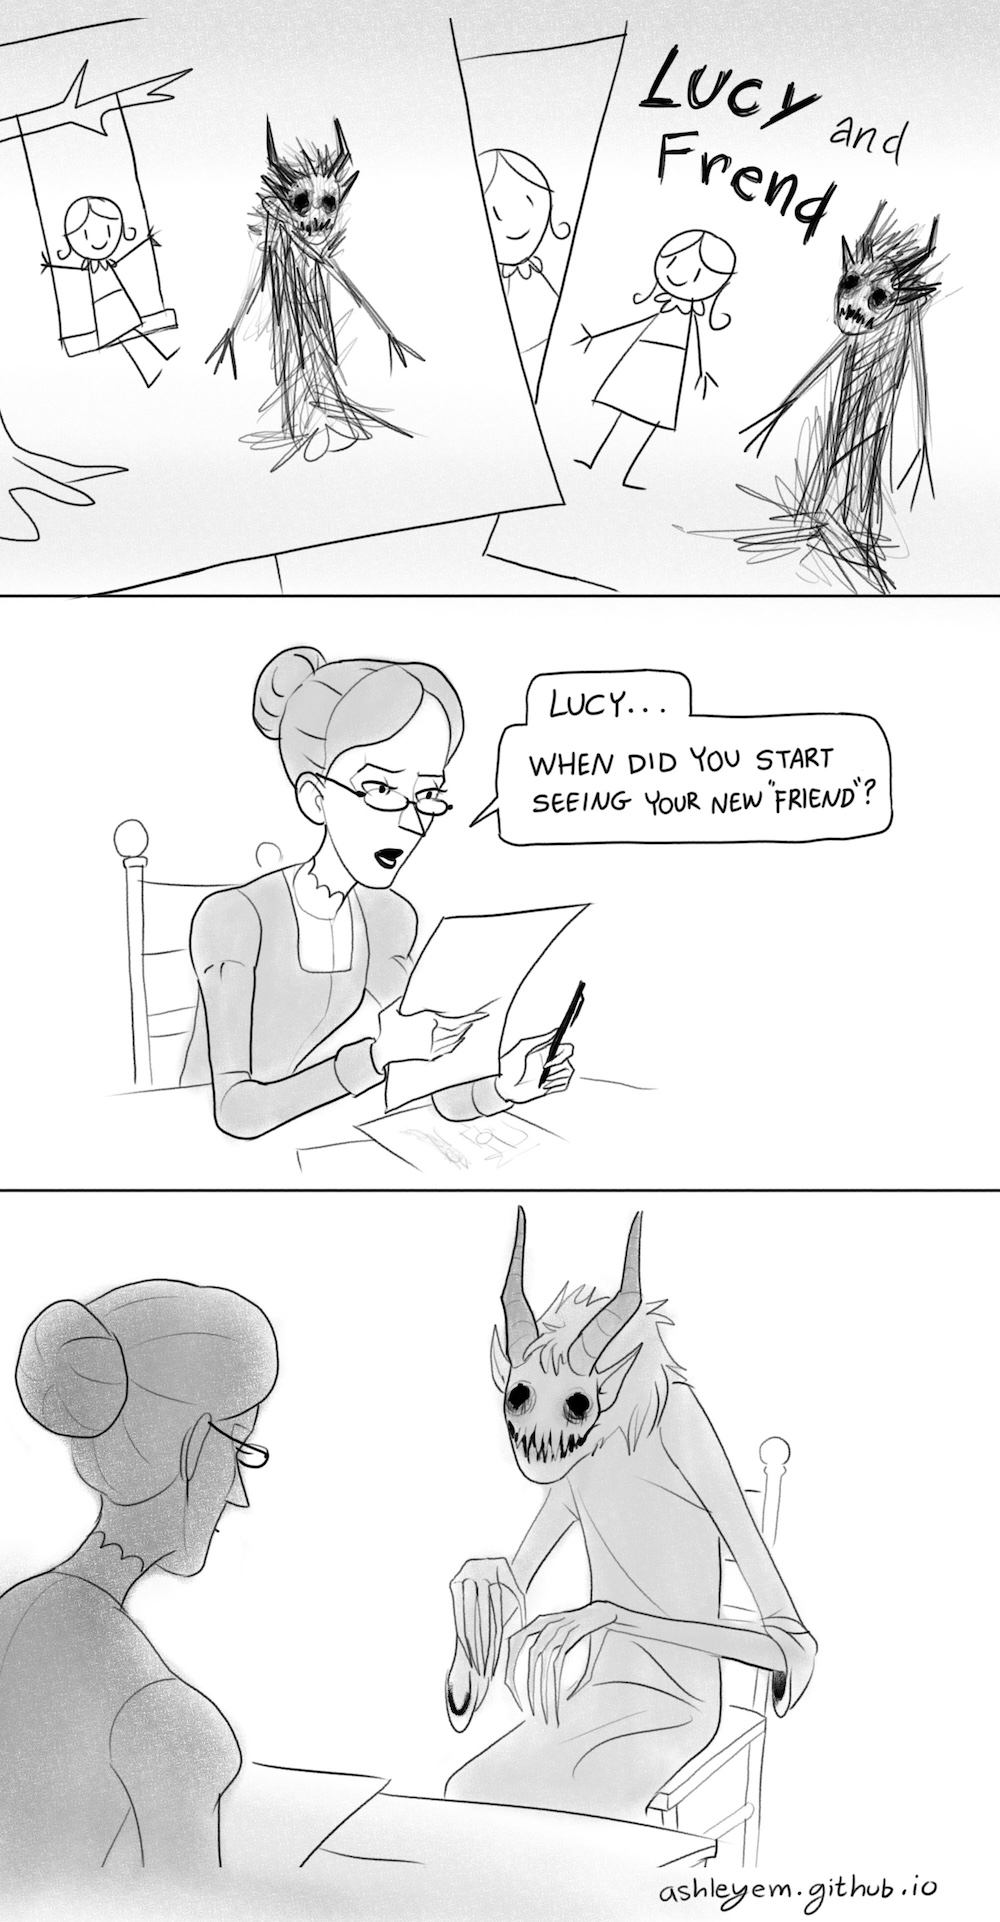 Lucy and
Frend
LUCY...
WHEN DID YOU START
SEEING YOUR NEW "FRIEND"?
ashleyem.github.io